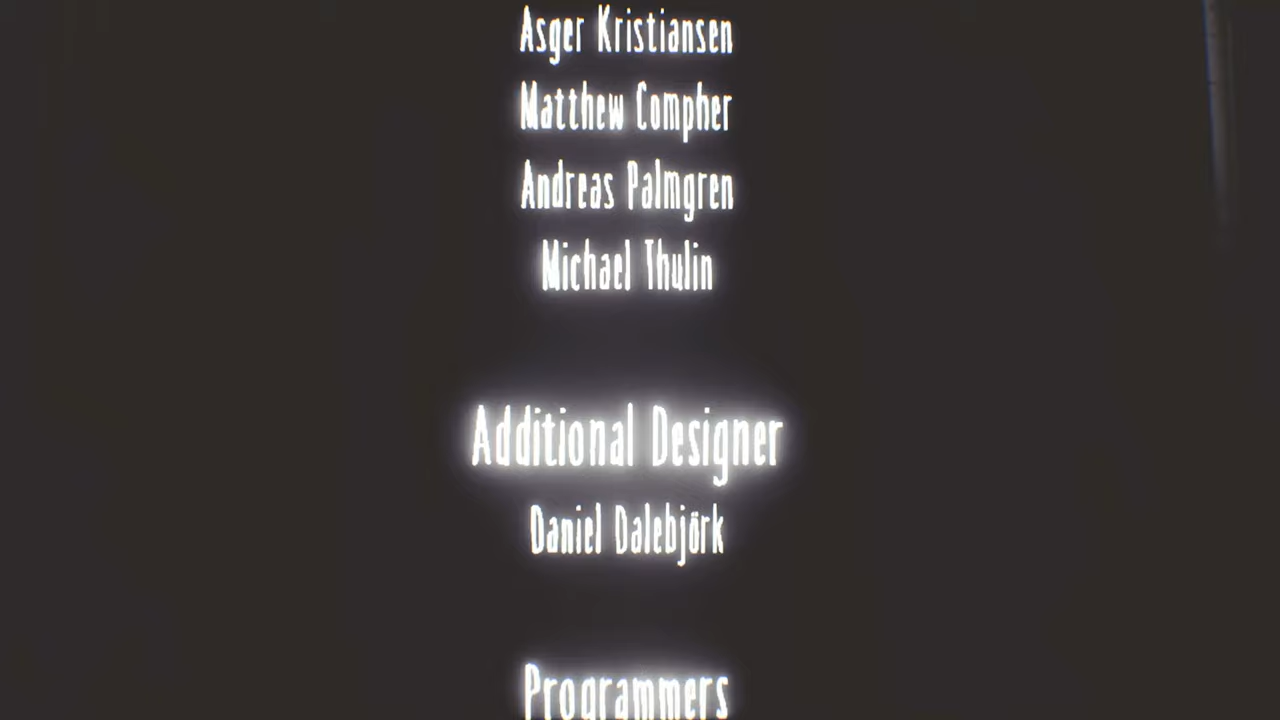 Asger Kristiansen
Matthew Compher
Andreas Palmgren
Michael Thulin
Additional Designer
Daniel Dalebjörk
Programmers